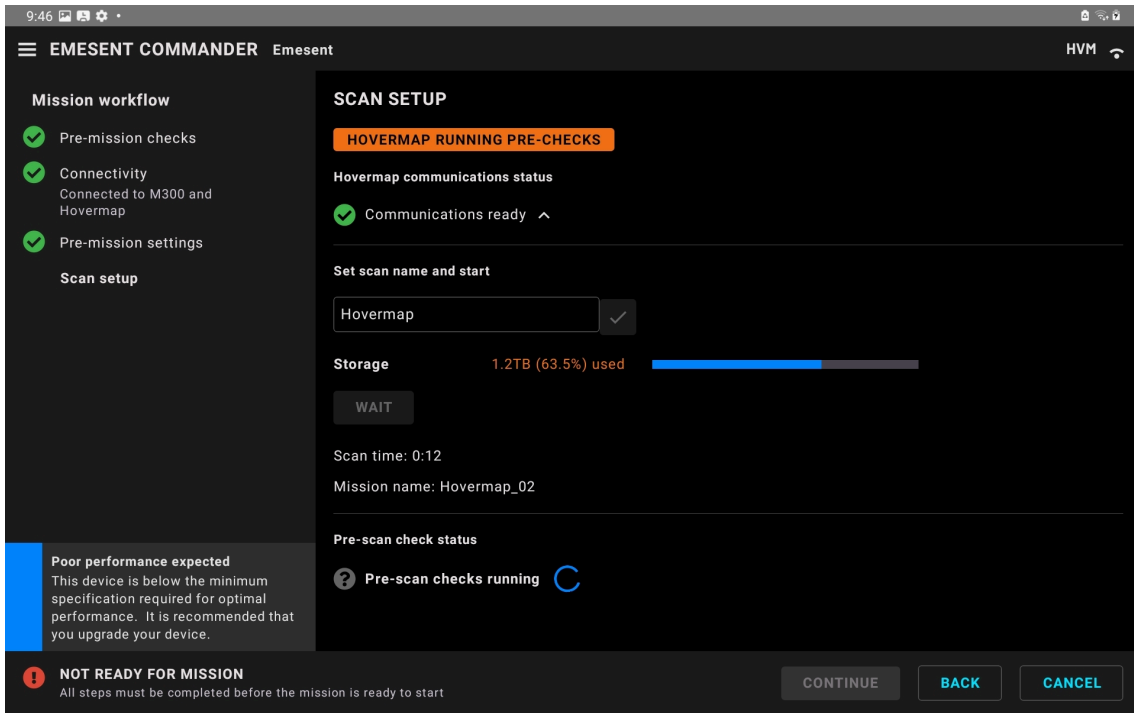 9:46
EMESENT COMMANDER Emesent
HVM
Mission workflow
Pre-mission checks
Connectivity
Connected to M300 and
Hovermap
Pre-mission settings
Scan setup
Poor performance expected
This device is below the minimum
specification required for optimal
performance. It is recommended that
you upgrade your device.
SCAN SETUP
HOVERMAP RUNNING PRE-CHECKS
Hovermap communications status
Communications ready
Set scan name and start
Hovermap
Storage 1.2TB (63.5%) used
WAIT
Scan time: 0:12
Mission name: Hovermap_02
Pre-scan check status
Pre-scan checks running
NOT READY FOR MISSION
All steps must be completed before the mission is ready to start
CONTINUE BACK CANCEL